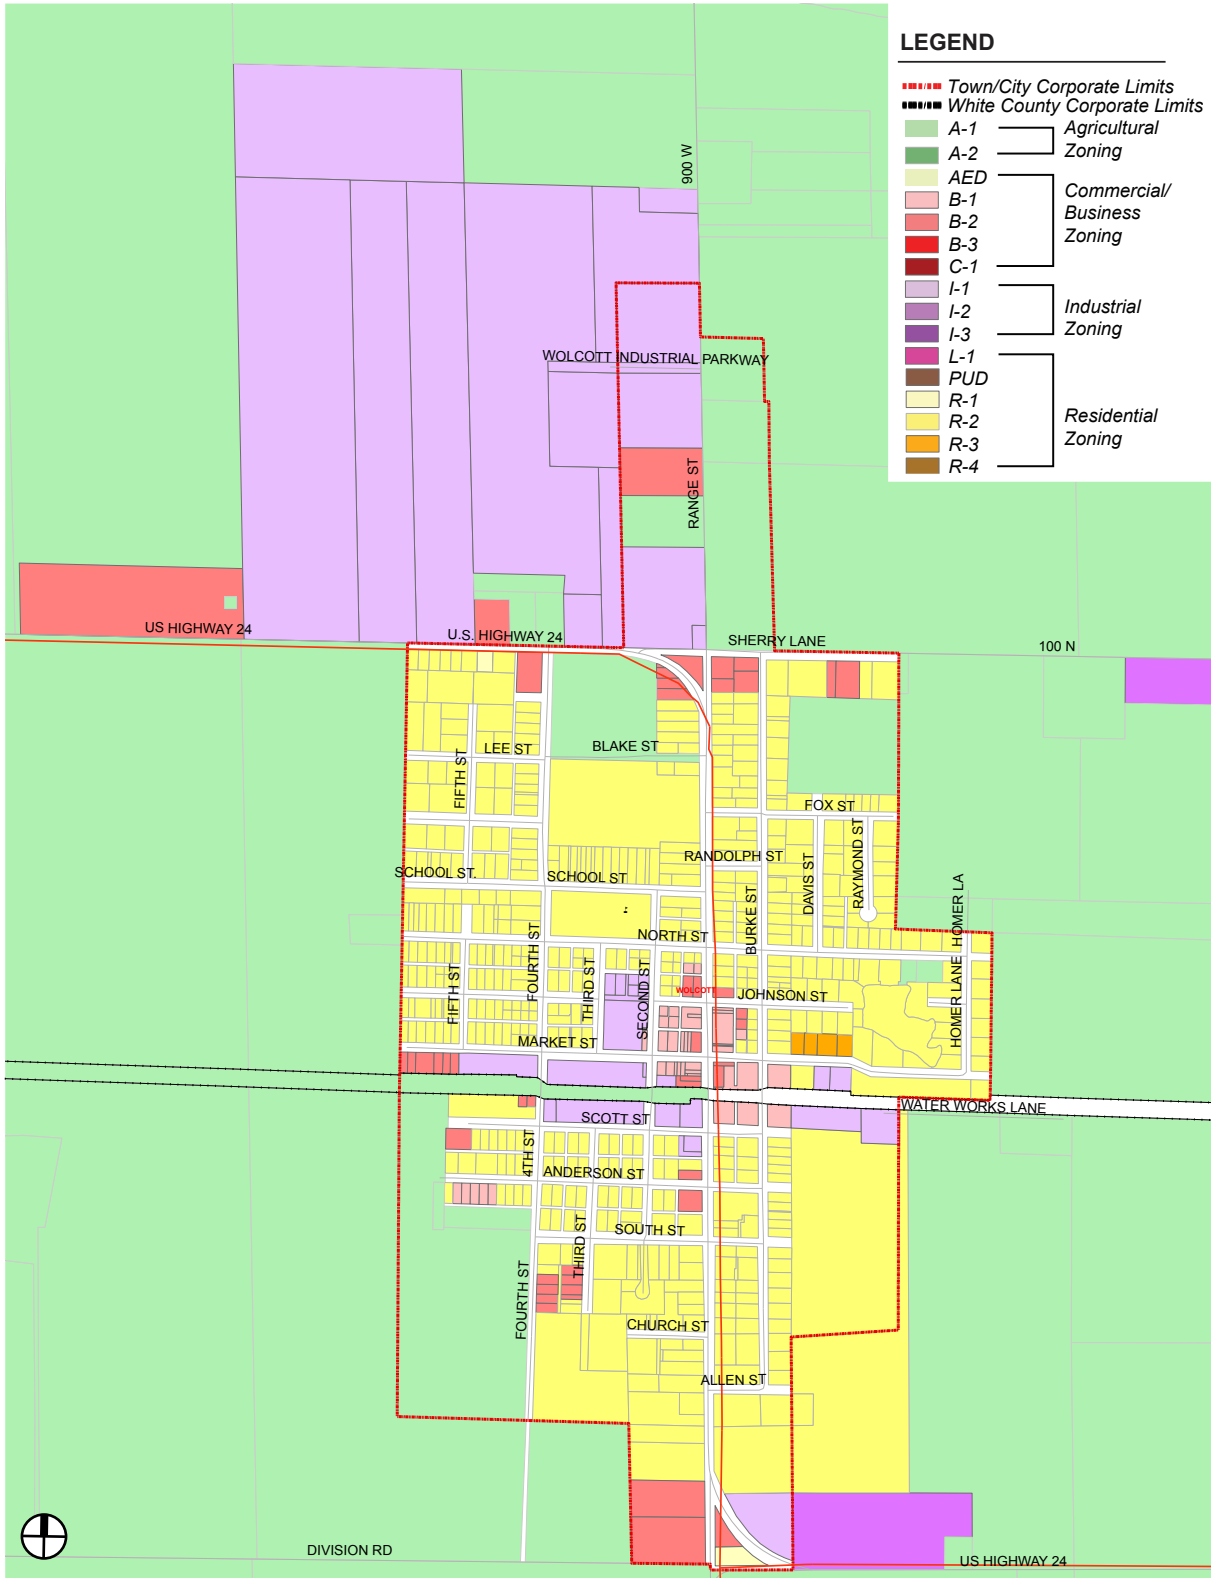 LEGEND
Town/City Corporate Limits
White County Corporate Limits
A-1
A-2
Agricultural
Zoning
AED
B-1
B-2
B-3
C-1
Commercial/
Business
Zoning
I-1
I-2
I-3
Industrial
Zoning
L-1
PUD
R-1
R-2
R-3
R-4
Residential
Zoning
900 W
WOLCOTT INDUSTRIAL PARKWAY
RANGE ST
US HIGHWAY 24
U.S. HIGHWAY 24
SHERRY LANE
100 N
LEE ST
BLAKE ST
FIFTH ST
FOX ST
RANDOLPH ST
DAVIS ST
RAYMOND ST
SCHOOL ST.
SCHOOL ST
BURKE ST
HOMER LA
NORTH ST
FOURTH ST
THIRD ST
SECOND ST
FIFTH ST
WOLCOTT
JOHNSON ST
HOMER LANE
MARKET ST
WATER WORKS LANE
SCOTT ST
4TH ST
ANDERSON ST
SOUTH ST
THIRD ST
FOURTH ST
CHURCH ST
ALLEN ST
DIVISION RD
US HIGHWAY 24